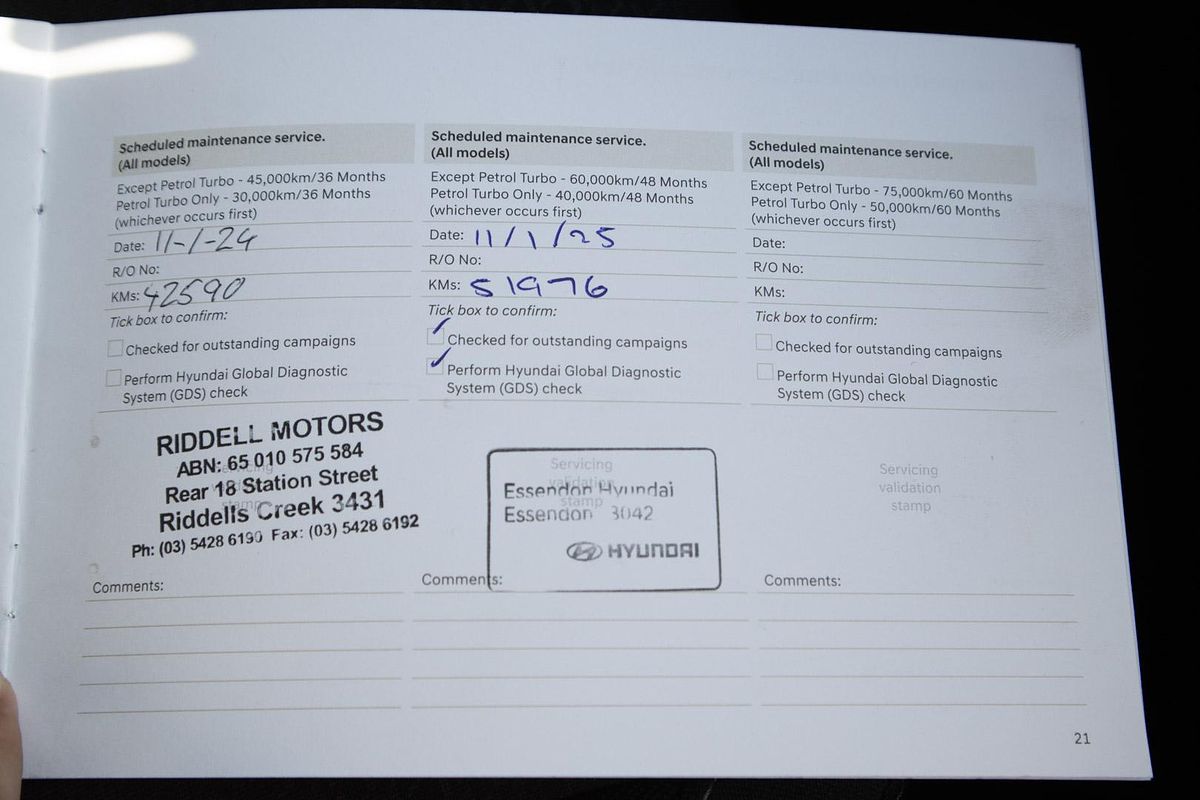 Scheduled maintenance service.
(All models)
Except Petrol Turbo - 45,000km/36 Months
Petrol Turbo Only - 30,000km/36 Months
(whichever occurs first)
Date: 11-1-24
R/O No:
KMs: 42590
Tick box to confirm:
Checked for outstanding campaigns
Perform Hyundai Global Diagnostic
System (GDS) check
RIDDELL MOTORS
ABN: 65 010 575 584
Rear 18 Station Street
Riddells Creek 3431
Ph: (03) 5428 6190 Fax: (03) 5428 6192
Comments:
Scheduled maintenance service.
(All models)
Except Petrol Turbo - 60,000km/48 Months
Petrol Turbo Only - 40,000km/48 Months
(whichever occurs first)
Date: 11/1/25
R/O No:
KMs: 51976
Tick box to confirm:
Checked for outstanding campaigns
Perform Hyundai Global Diagnostic
System (GDS) check
Servicing
validation
stamp
Essendon Hyundai
Essendon 3042
HYUNDAI
Comments:
Scheduled maintenance service.
(All models)
Except Petrol Turbo - 75,000km/60 Months
Petrol Turbo Only - 50,000km/60 Months
(whichever occurs first)
Date:
R/O No:
KMs:
Tick box to confirm:
Checked for outstanding campaigns
Perform Hyundai Global Diagnostic
System (GDS) check
Servicing
validation
stamp
Comments:
21